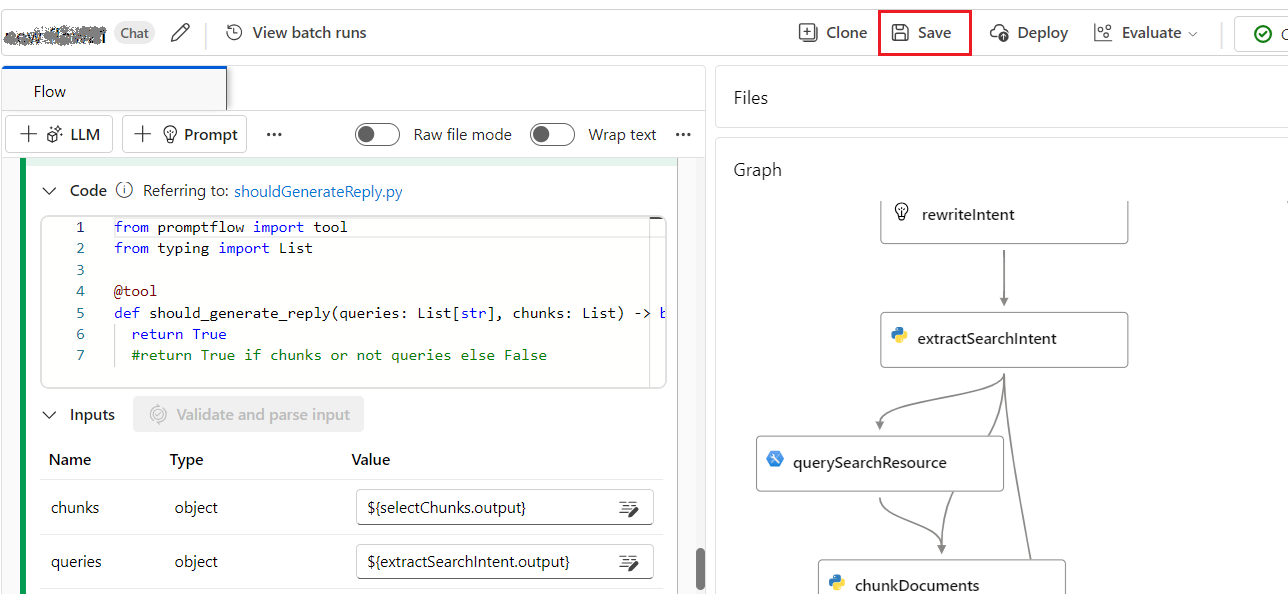 Chat
View batch runs
Clone
Save
Deploy
Evaluate
Flow
LLM
Prompt
Raw file mode
Wrap text
Code
Referring to: shouldGenerateReply.py
1 from promptflow import tool
2 from typing import List
3
4 @tool
5 def should_generate_reply(queries: List[str], chunks: List) -> b
6 return True
7 #return True if chunks or not queries else False
Inputs
Validate and parse input
Name Type Value
chunks object ${selectChunks.output}
queries object ${extractSearchIntent.output}
Files
Graph
rewriteIntent
extractSearchIntent
querySearchResource
chunkDocuments